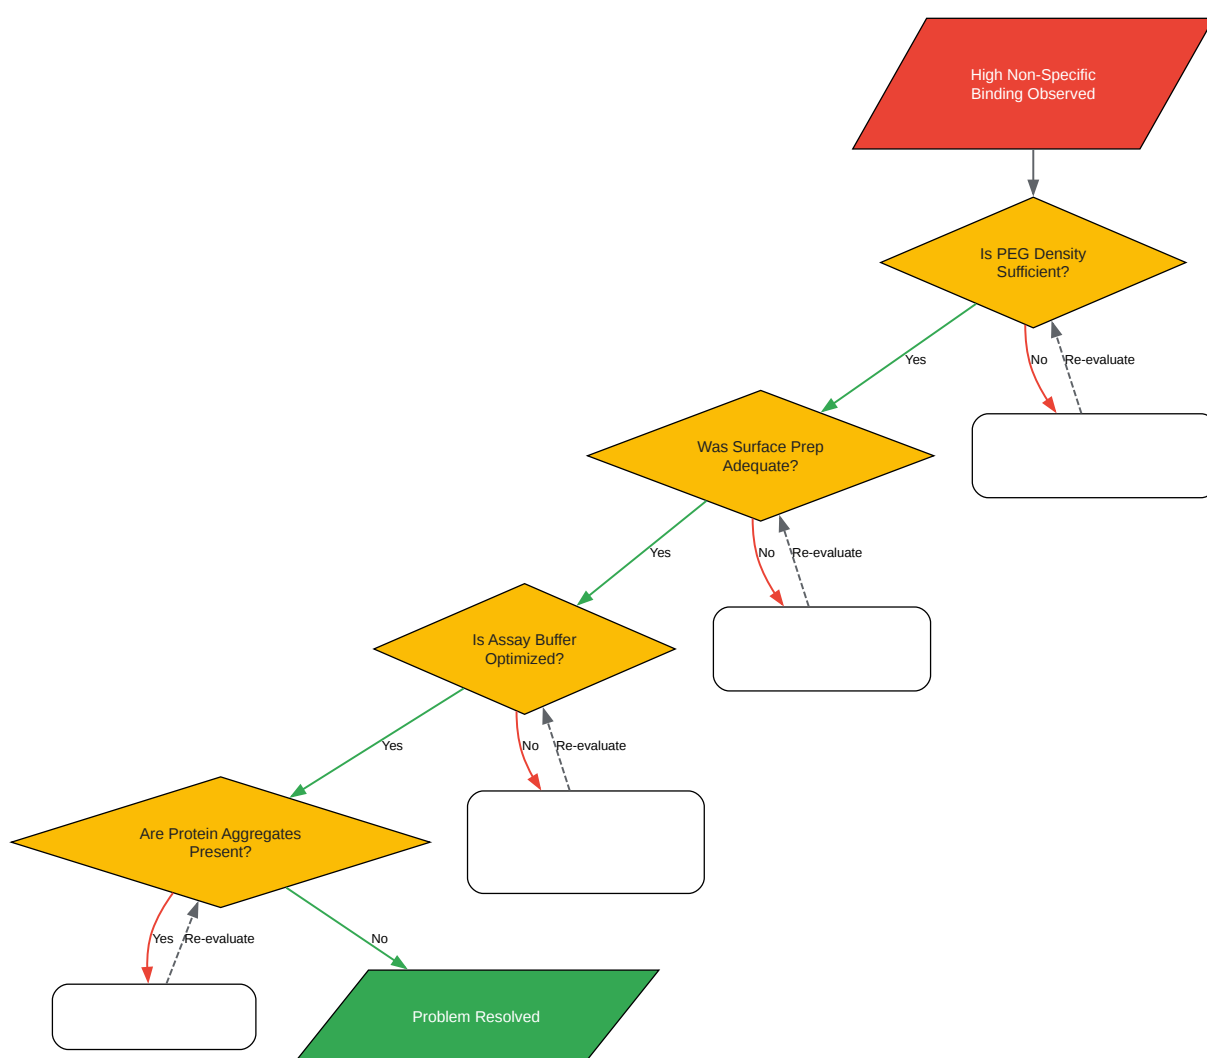 High Non-Specific
Binding Observed
Is PEG Density
Sufficient?
Yes
No
Re-evaluate
Was Surface Prep
Adequate?
Yes
No
Re-evaluate
Is Assay Buffer
Optimized?
Yes
No
Re-evaluate
Are Protein Aggregates
Present?
Yes
Re-evaluate
No
Problem Resolved